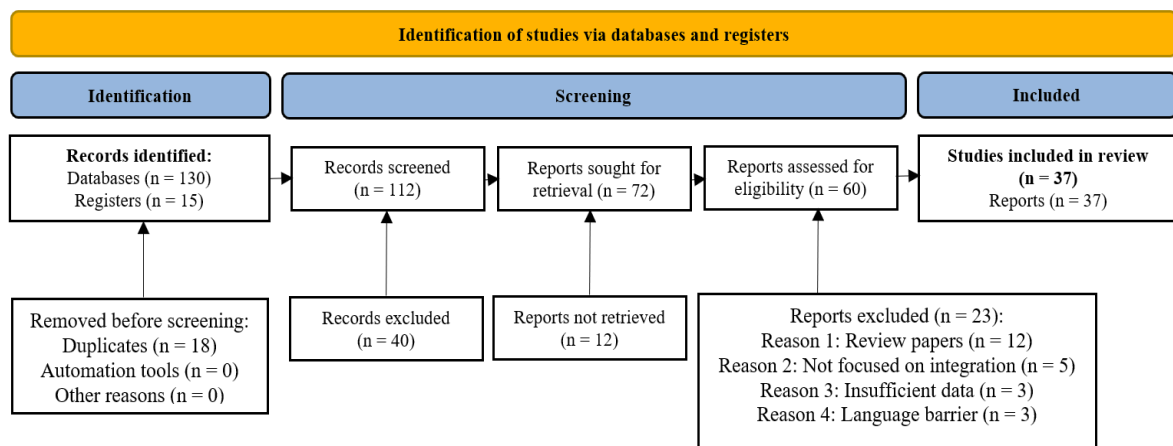 Identification of studies via databases and registers
Identification
Screening
Included
Records identified:
Databases (n = 130)
Registers (n = 15)
Records screened
(n = 112)
Reports sought for
retrieval (n = 72)
Reports assessed for
eligibility (n = 60)
Studies included in review
(n = 37)
Reports (n = 37)
Removed before screening:
Duplicates (n = 18)
Automation tools (n = 0)
Other reasons (n = 0)
Records excluded
(n = 40)
Reports not retrieved
(n = 12)
Reports excluded (n = 23):
Reason 1: Review papers (n = 12)
Reason 2: Not focused on integration (n = 5)
Reason 3: Insufficient data (n = 3)
Reason 4: Language barrier (n = 3)